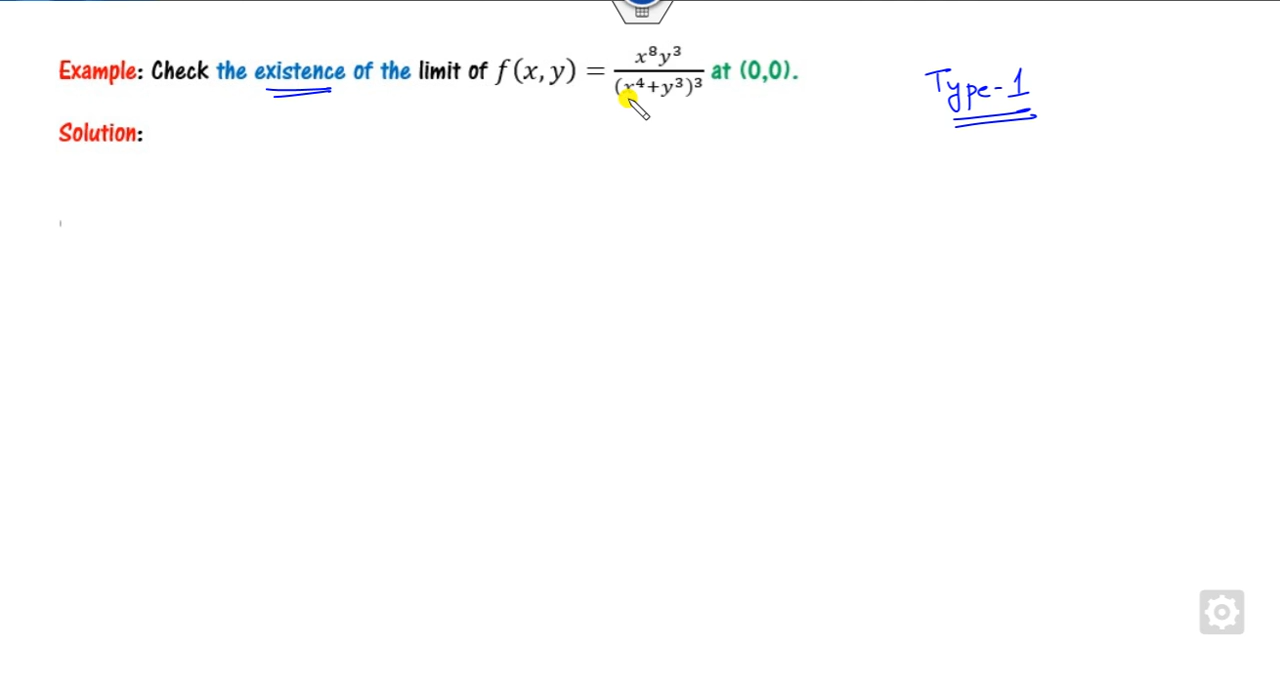 Example: Check the existence of the limit of f(x, y) = x⁸y³/(x⁴+y³)³ at (0,0).
Type-1
Solution: